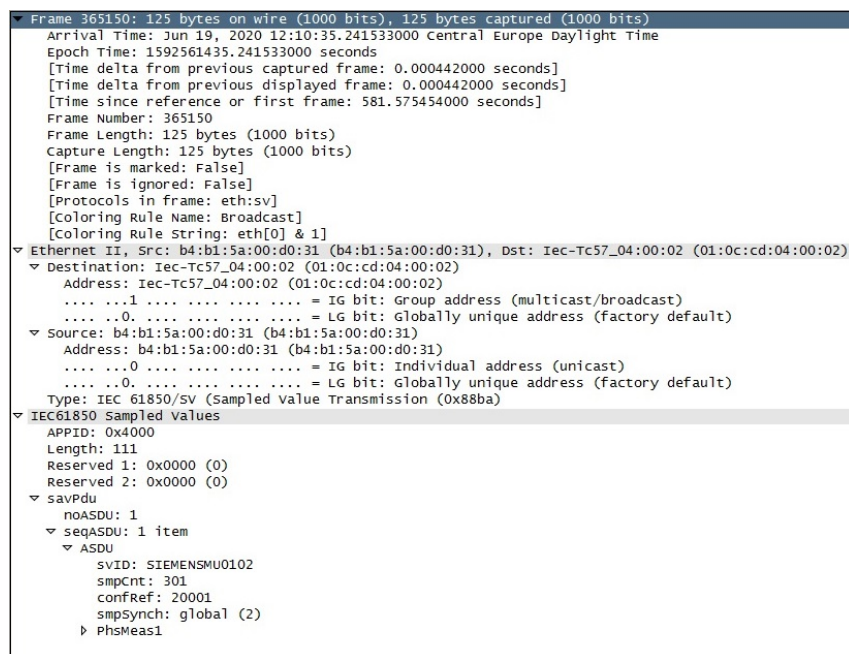 Frame 365150: 125 bytes on wire (1000 bits), 125 bytes captured (1000 bits)
Arrival Time: Jun 19, 2020 12:10:35.241533000 Central Europe Daylight Time
Epoch Time: 1592561435.241533000 seconds
[Time delta from previous captured frame: 0.000442000 seconds]
[Time delta from previous displayed frame: 0.000442000 seconds]
[Time since reference or first frame: 581.575454000 seconds]
Frame Number: 365150
Frame Length: 125 bytes (1000 bits)
Capture Length: 125 bytes (1000 bits)
[Frame is marked: False]
[Frame is ignored: False]
[Protocols in frame: eth:sv]
[Coloring Rule Name: Broadcast]
[Coloring Rule String: eth[0] & 1]
Ethernet II, Src: b4:b1:5a:00:d0:31 (b4:b1:5a:00:d0:31), Dst: Iec-Tc57_04:00:02 (01:0c:cd:04:00:02)
Destination: Iec-Tc57_04:00:02 (01:0c:cd:04:00:02)
Address: Iec-Tc57_04:00:02 (01:0c:cd:04:00:02)
.... ...1 .... .... .... .... = IG bit: Group address (multicast/broadcast)
.... ..0. .... .... .... .... = LG bit: Globally unique address (factory default)
Source: b4:b1:5a:00:d0:31 (b4:b1:5a:00:d0:31)
Address: b4:b1:5a:00:d0:31 (b4:b1:5a:00:d0:31)
.... ...0 .... .... .... .... = IG bit: Individual address (unicast)
.... ..0. .... .... .... .... = LG bit: Globally unique address (factory default)
Type: IEC 61850/SV (Sampled Value Transmission (0x88ba)
IEC61850 Sampled Values
APPID: 0x4000
Length: 111
Reserved 1: 0x0000 (0)
Reserved 2: 0x0000 (0)
savPdu
noASDU: 1
seqASDU: 1 item
ASDU
svID: SIEMENSMU0102
smpCnt: 301
confRef: 20001
smpSynch: global (2)
PhsMeas1